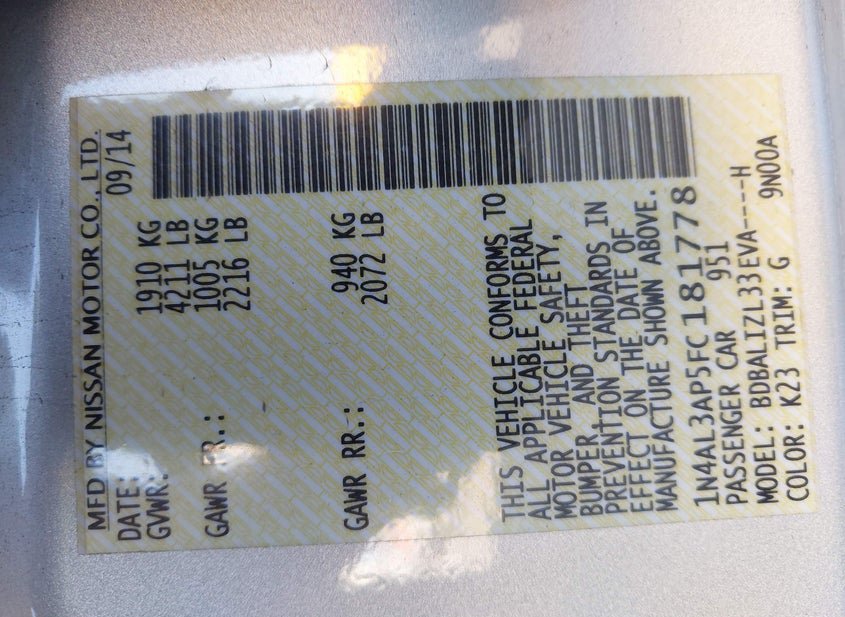 MFD BY NISSAN MOTOR CO., LTD.
DATE: 09/14
GVWR: 1910 KG
4211 LB
GAWR FR.: 1005 KG
2216 LB
GAWR RR.: 940 KG
2072 LB
THIS VEHICLE CONFORMS TO
ALL APPLICABLE FEDERAL
MOTOR VEHICLE SAFETY,
BUMPER AND THEFT
PREVENTION STANDARDS IN
EFFECT ON THE DATE OF
MANUFACTURE SHOWN ABOVE.
1N4AL3AP5FC181778
PASSENGER CAR 951
MODEL: BDBALIZL33EVA----H
COLOR: K23 TRIM: G 9N00A